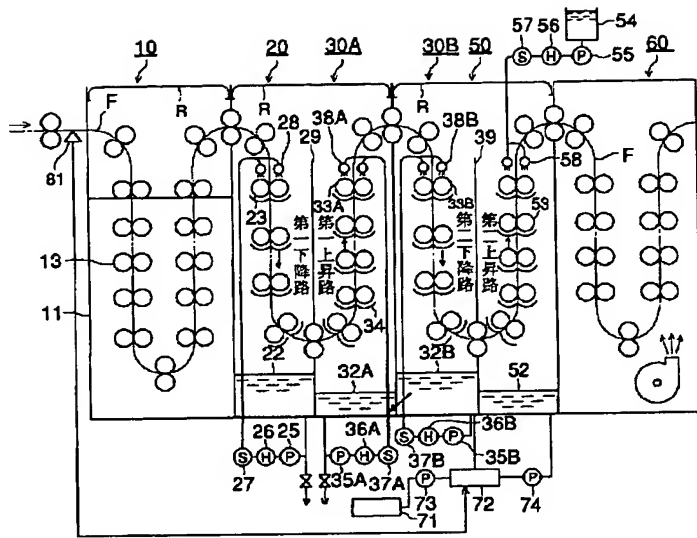 10
20
30A
30B
50
57
56
54
55
60
F
R
R
28
29
38A
R
38B
39
58
F
81
23
33A
33B
53
13
11
第一下降路
第一上昇路
第二下降路
第二上昇路
34
22
32A
32B
52
26
25
36A
36B
S
H
P
P
H
S
S
H
P
S
H
P
27
35A
37A
37B
35B
P
P
71
73
72
74